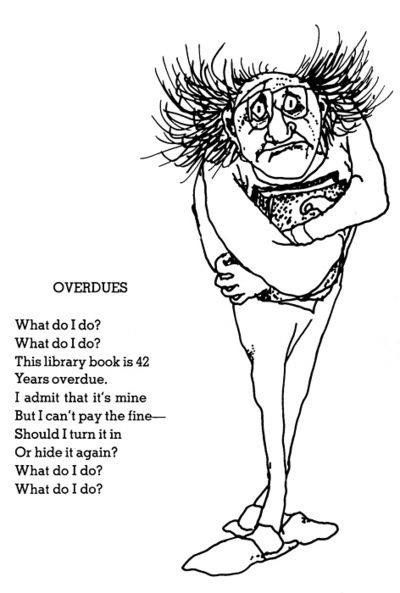 OVERDUES
What do I do?
What do I do?
This library book is 42
Years overdue.
I admit that it's mine
But I can't pay the fine—
Should I turn it in
Or hide it again?
What do I do?
What do I do?